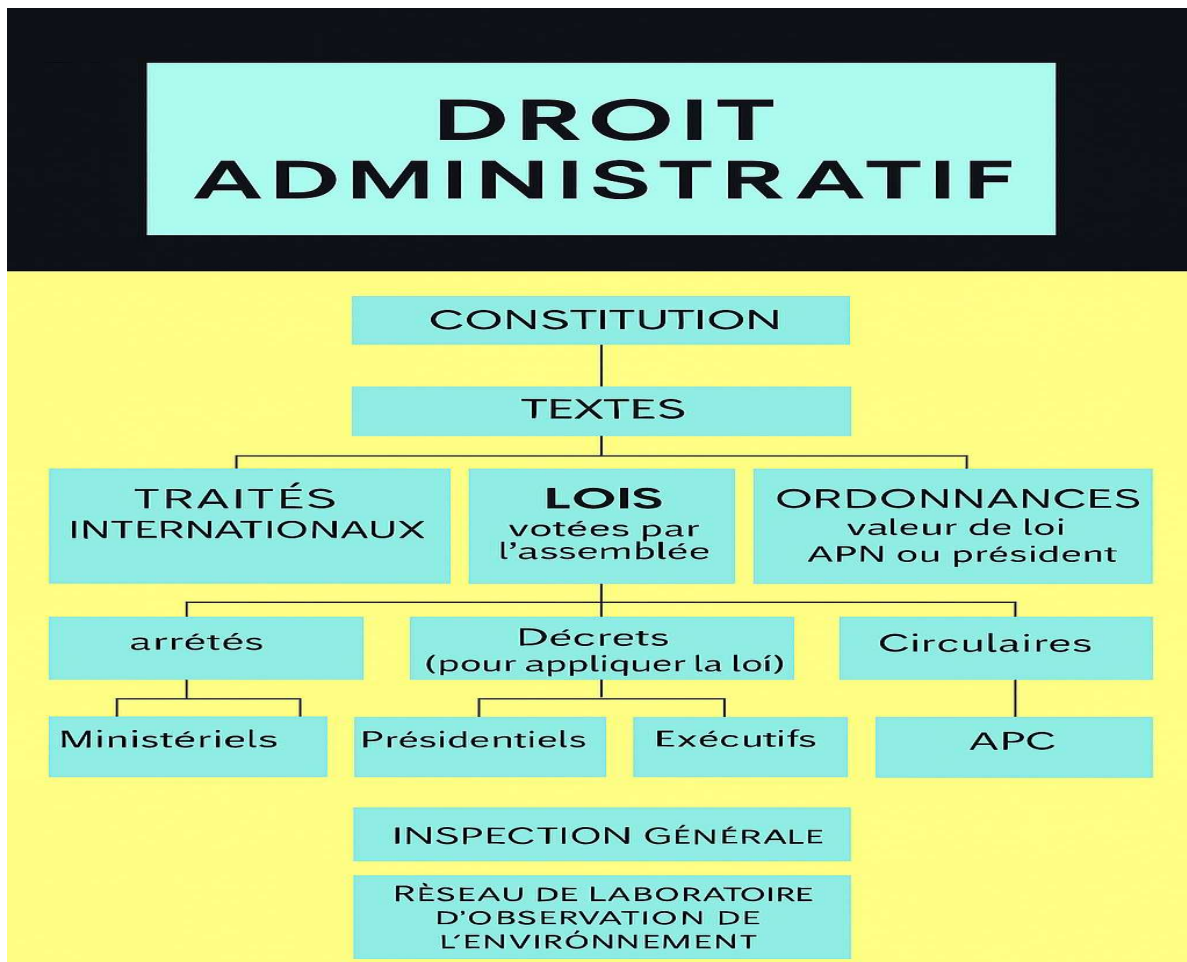 DROIT
ADMINISTRATIF
CONSTITUTION
TEXTES
TRAITÉS
INTERNATIONAUX
LOIS
votées par
l'assemblée
ORDONNANCES
valeur de loi
APN ou président
arrétés
Décrets
(pour appliquer la loí)
Circulaires
Ministériels
Présidentiels
Exécutifs
APC
INSPECTION GÉNÉRALE
RÈSEAU DE LABORATOIRE
D'OBSERVATION DE
L'ENVIRÓNNEMENT